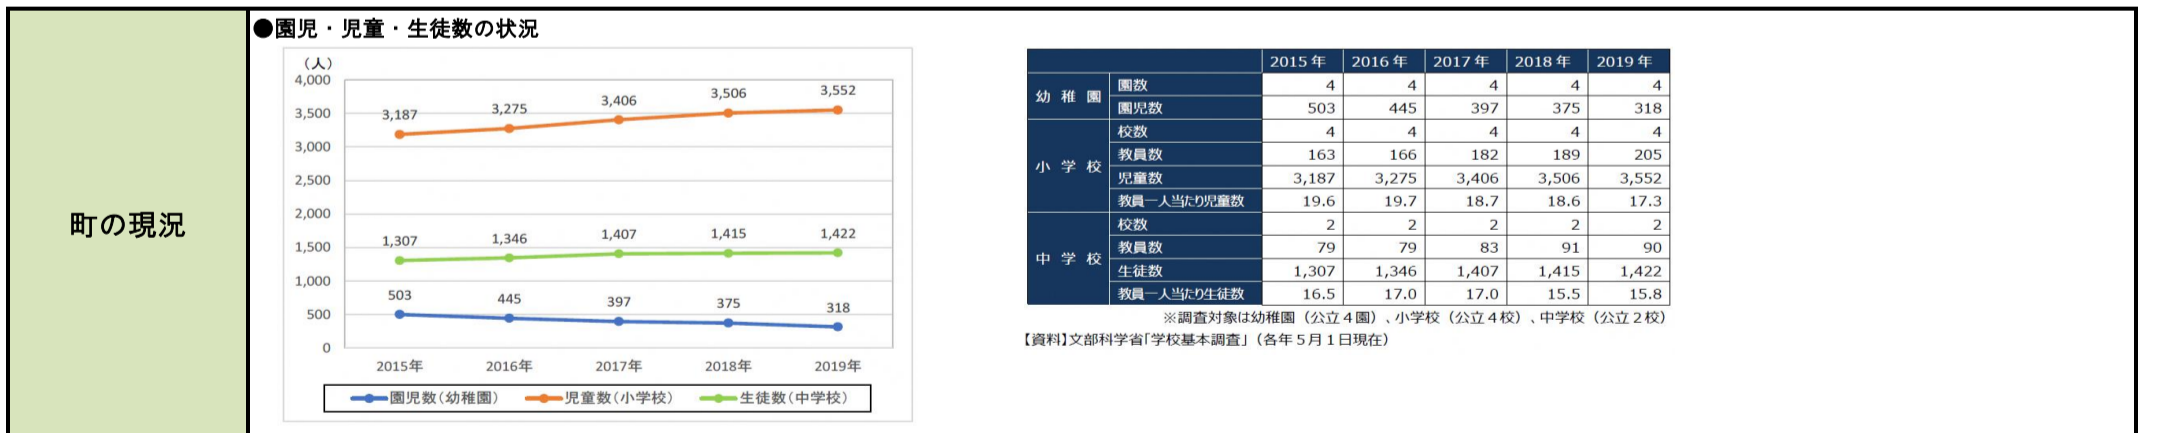 町の現況
●園児・児童・生徒数の状況
（人）
4,000
3,500
3,000
2,500
2,000
1,500
1,000
500
0
3,187 3,275 3,406 3,506 3,552
1,307 1,346 1,407 1,415 1,422
503 445 397 375 318
2015年 2016年 2017年 2018年 2019年
園児数（幼稚園） 児童数（小学校） 生徒数（中学校）
2015年 2016年 2017年 2018年 2019年
幼稚園
園数 4 4 4 4 4
園児数 503 445 397 375 318
小学校
校数 4 4 4 4 4
教員数 163 166 182 189 205
児童数 3,187 3,275 3,406 3,506 3,552
教員一人当たり児童数 19.6 19.7 18.7 18.6 17.3
中学校
校数 2 2 2 2 2
教員数 79 79 83 91 90
生徒数 1,307 1,346 1,407 1,415 1,422
教員一人当たり生徒数 16.5 17.0 17.0 15.5 15.8
※調査対象は幼稚園（公立４園）、小学校（公立４校）、中学校（公立２校）
【資料】文部科学省「学校基本調査」（各年５月１日現在）